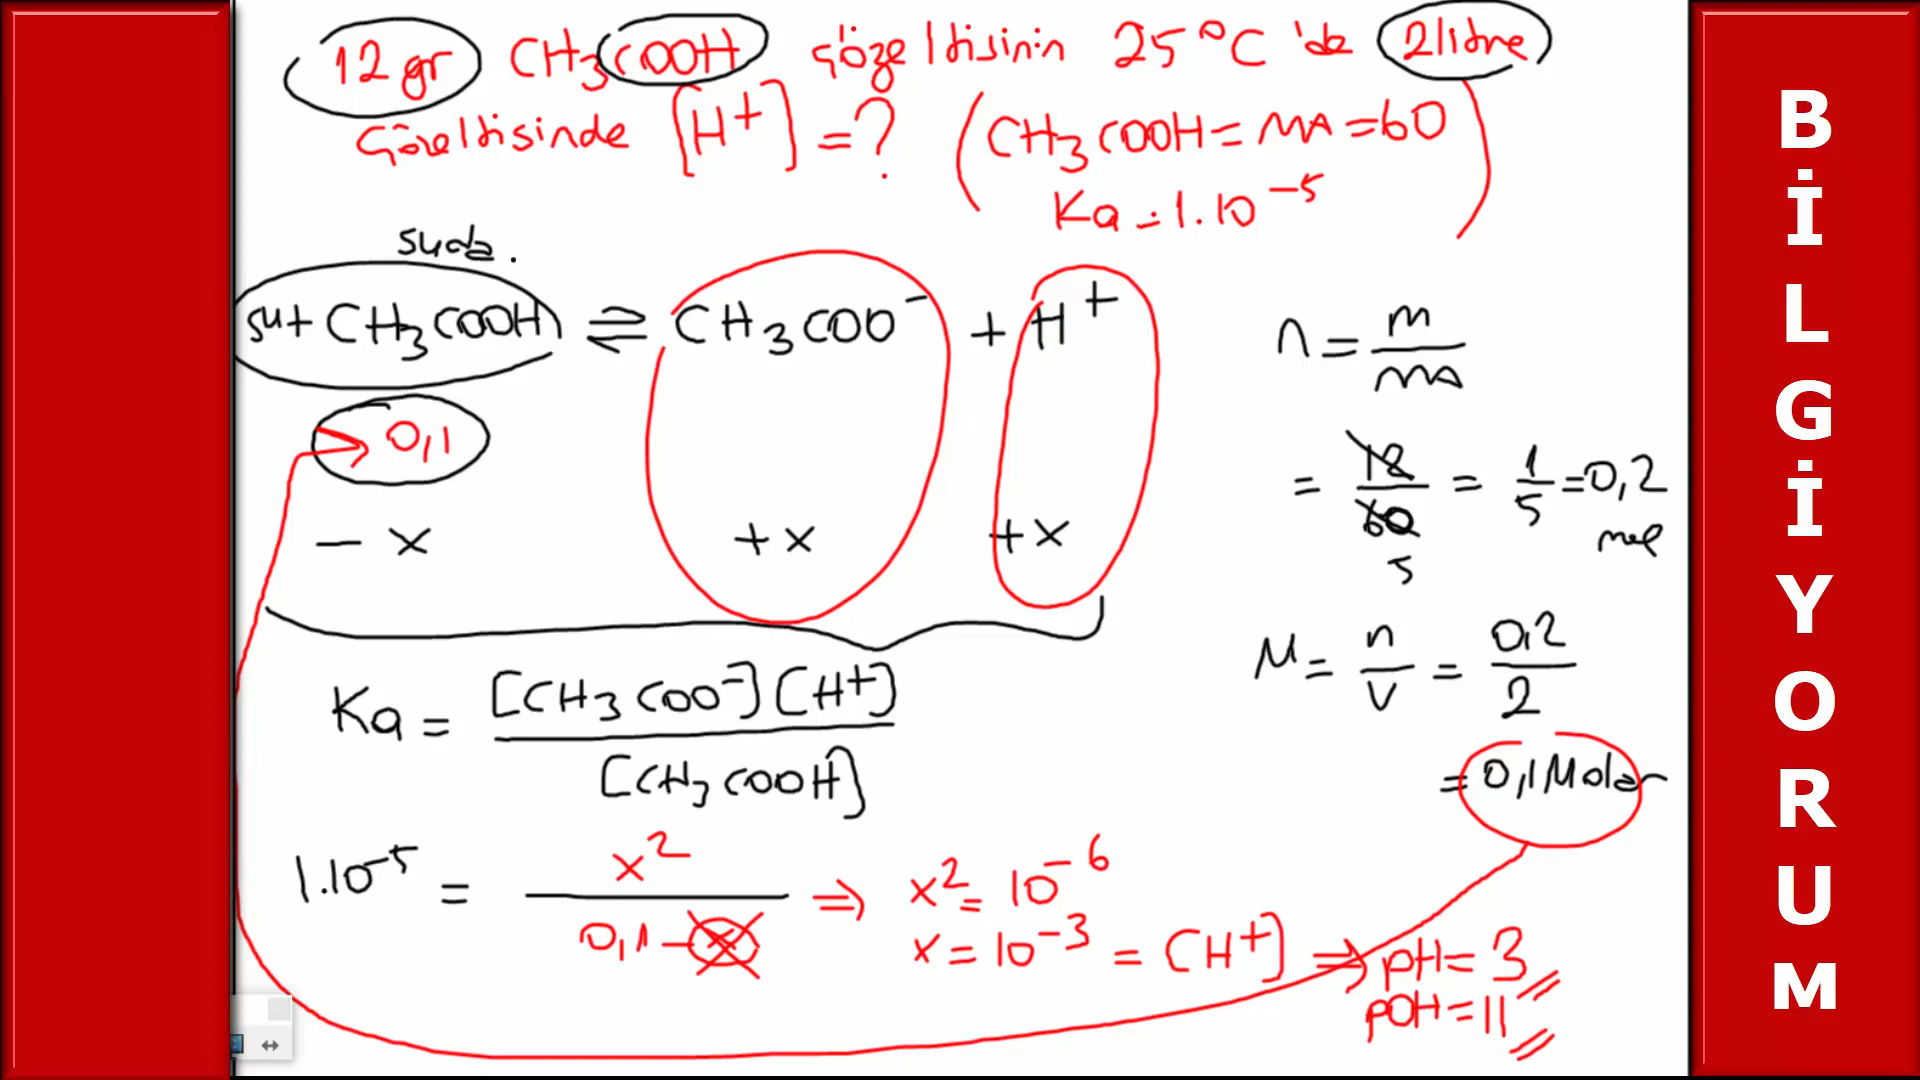 12 gr CH3COOH çözeltisinin 25°C 'de 2litre
çözeltisinde [H+] = ? (CH3COOH = MA = 60
Ka = 1.10^-5)
suda.
su + CH3COOH ⇌ CH3COO^- + H^+
0,1
- x + x + x
Ka = [CH3COO^-] [H+] / [CH3COOH]
1.10^-5 = x^2 / 0,1 - x ⇒ x^2 = 10^-6
x = 10^-3 = [H+] ⇒ pH = 3
pOH = 11
n = m / MA
= 12 / 60 = 1 / 5 = 0,2
5
mol
M = n / V = 0,2 / 2
= 0,1 Molar
BİLGİYORUM